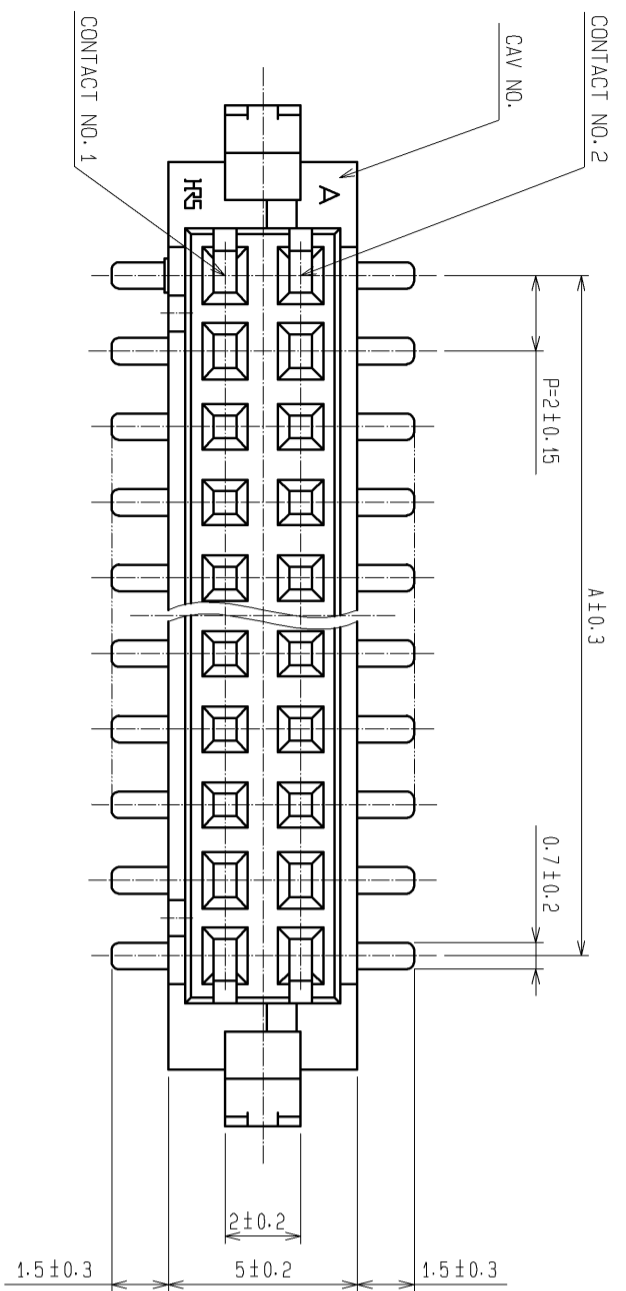 CONTACT NO. 2
CAV NO.
CONTACT NO. 1
A
HRS
P=2±0.15
A±0.3
0.7±0.2
2±0.2
1.5±0.3
5±0.2
1.5±0.3